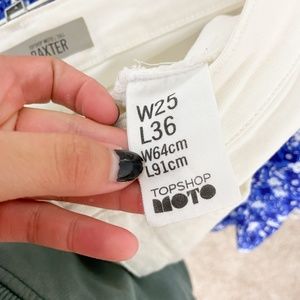 BAXTER
W25
L36
W64cm
L91cm
TOPSHOP
MOTO